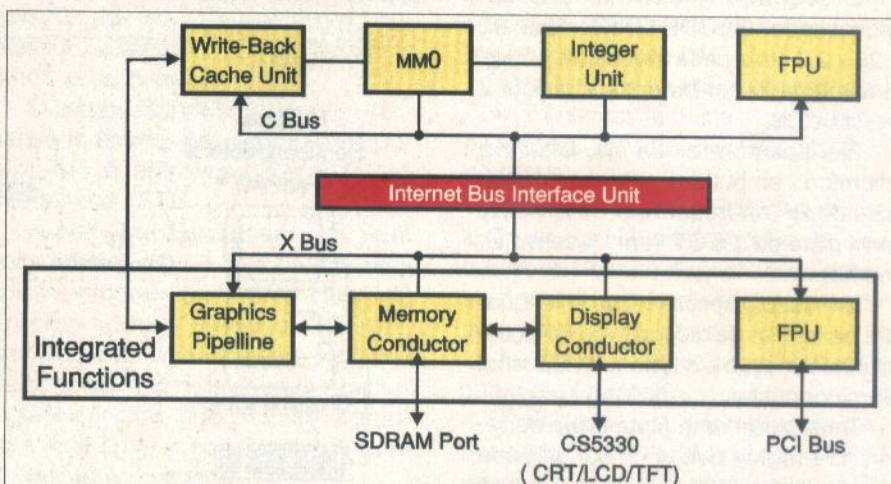 Write-Back
Cache Unit
MM0
Integer
Unit
FPU
C Bus
Internet Bus Interface Unit
X Bus
Integrated
Functions
Graphics
Pipellne
Memory
Conductor
Display
Conductor
FPU
SDRAM Port
CS5330
( CRT/LCD/TFT)
PCI Bus